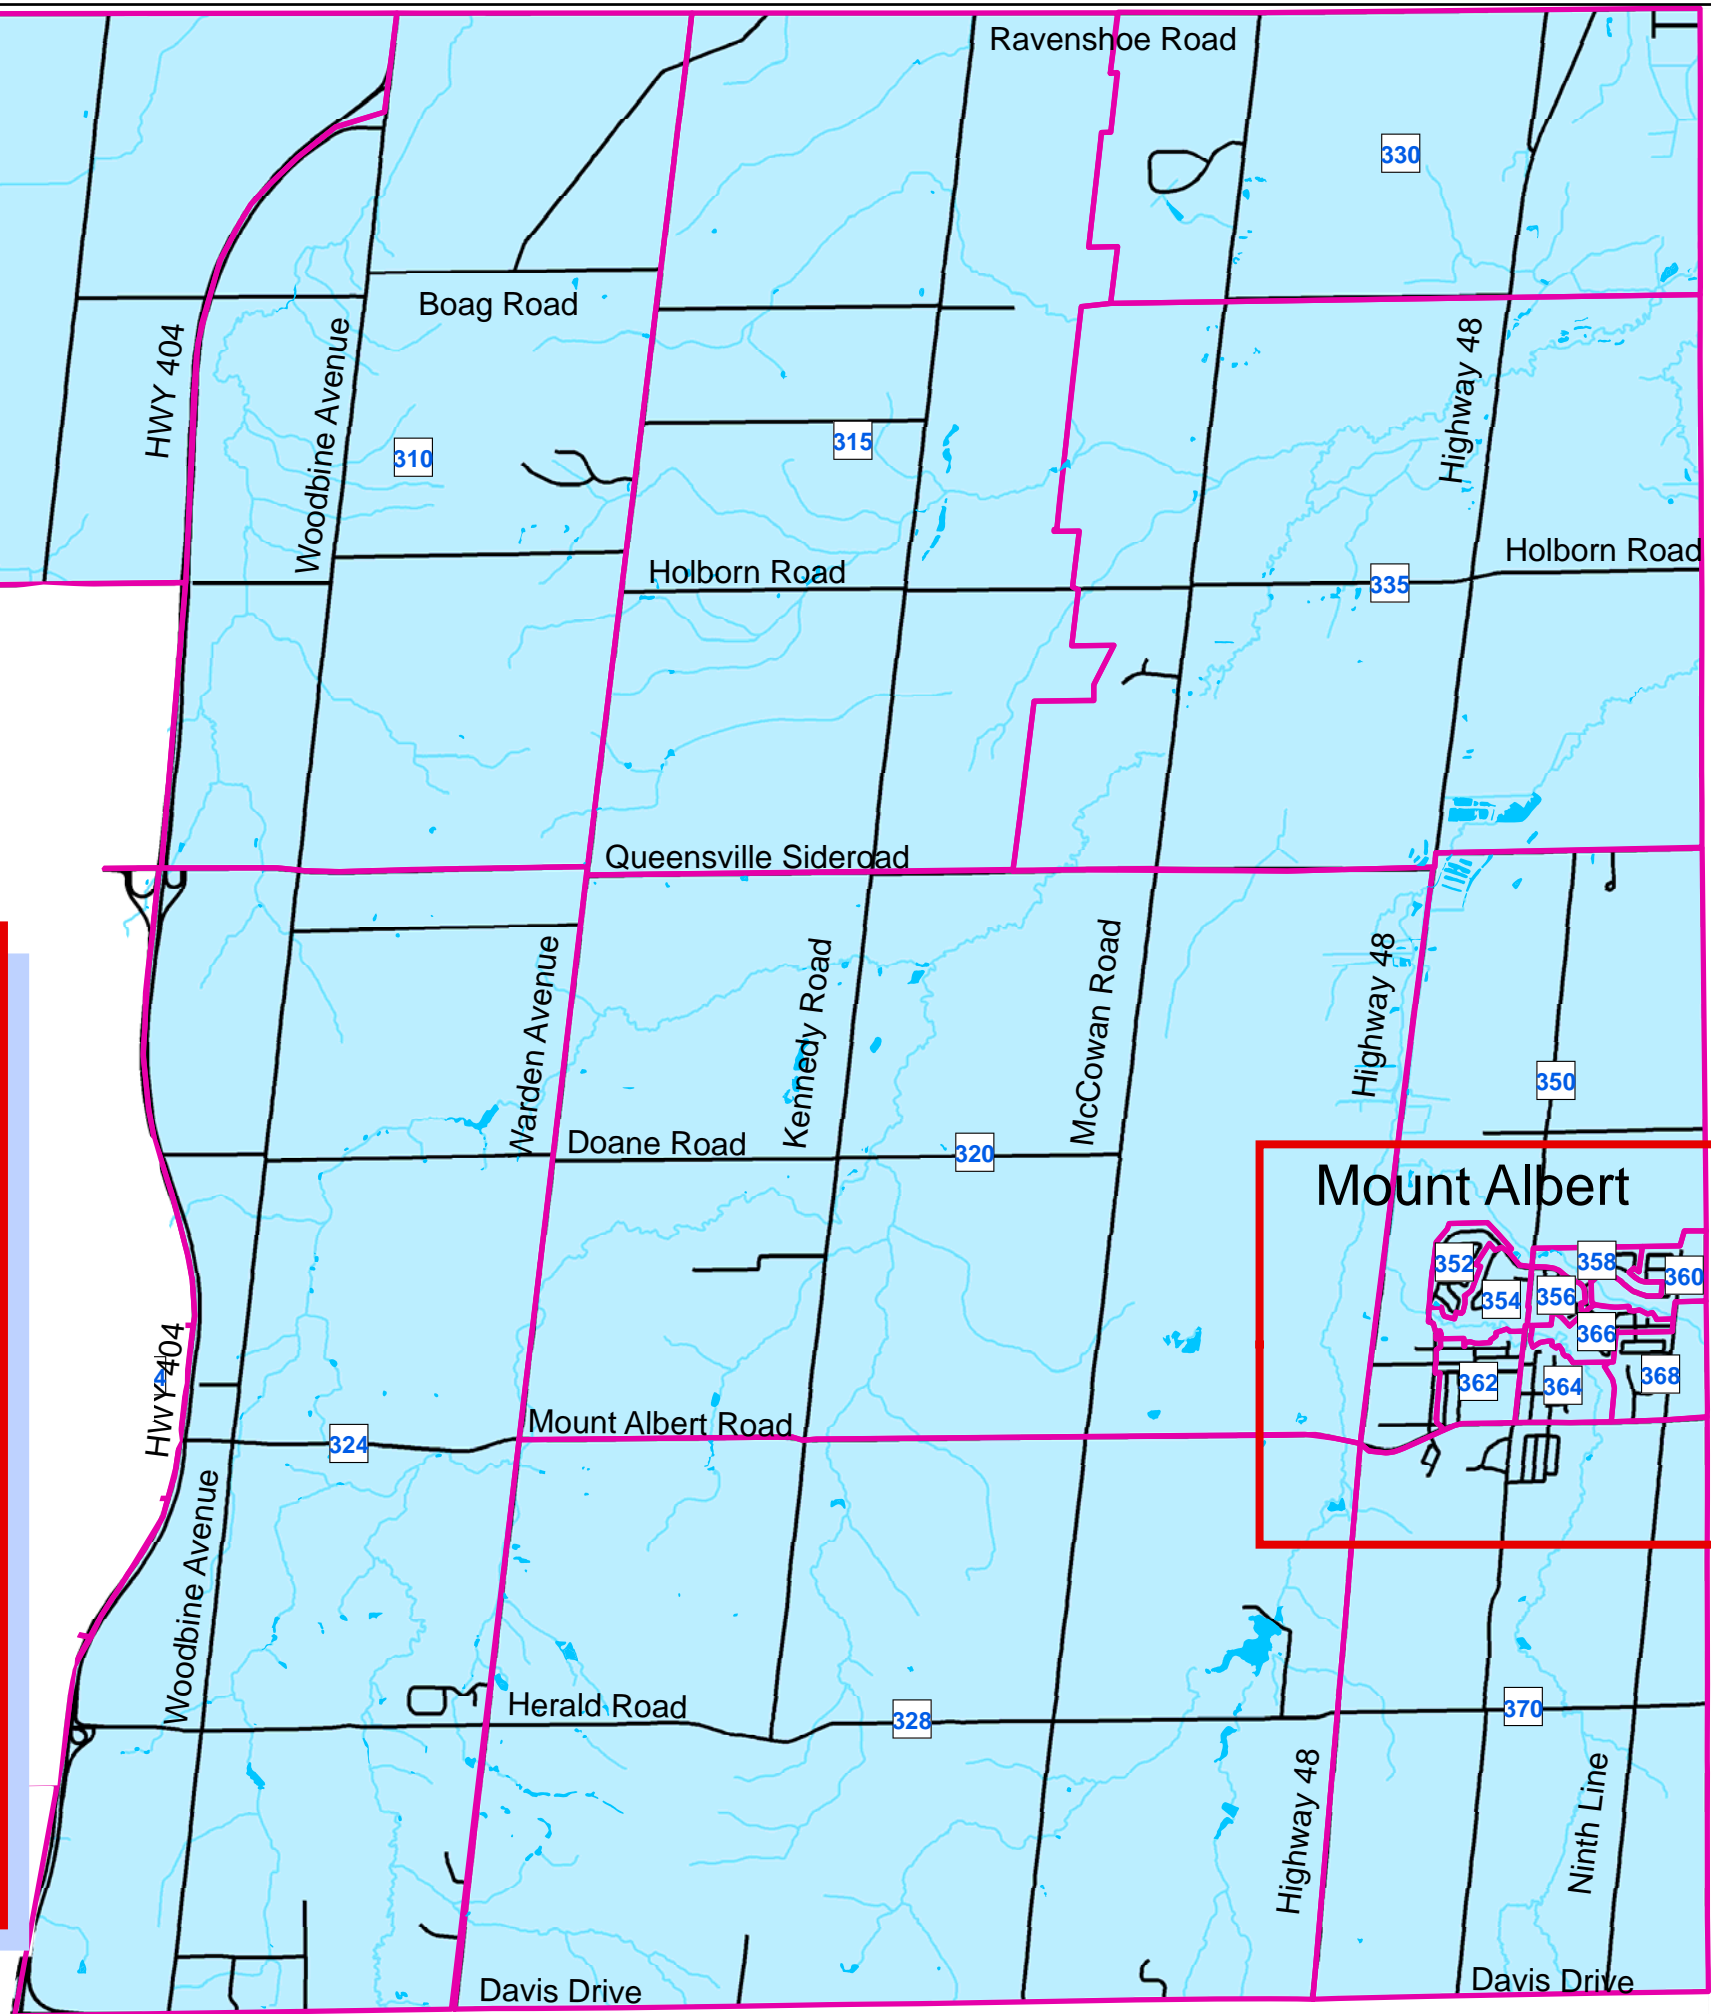 Ravenshoe Road
330
Boag Road
HWY 404
Woodbine Avenue
Highway 48
310
315
Holborn Road
Holborn Road
335
Queensville Sideroad
Warden Avenue
Kennedy Road
McCowan Road
Highway 48
350
Doane Road
320
Mount Albert
352
358
360
354
356
366
HWY 404
4
362
364
368
Mount Albert Road
324
Woodbine Avenue
Herald Road
328
370
Highway 48
Ninth Line
Davis Drive
Davis Drive